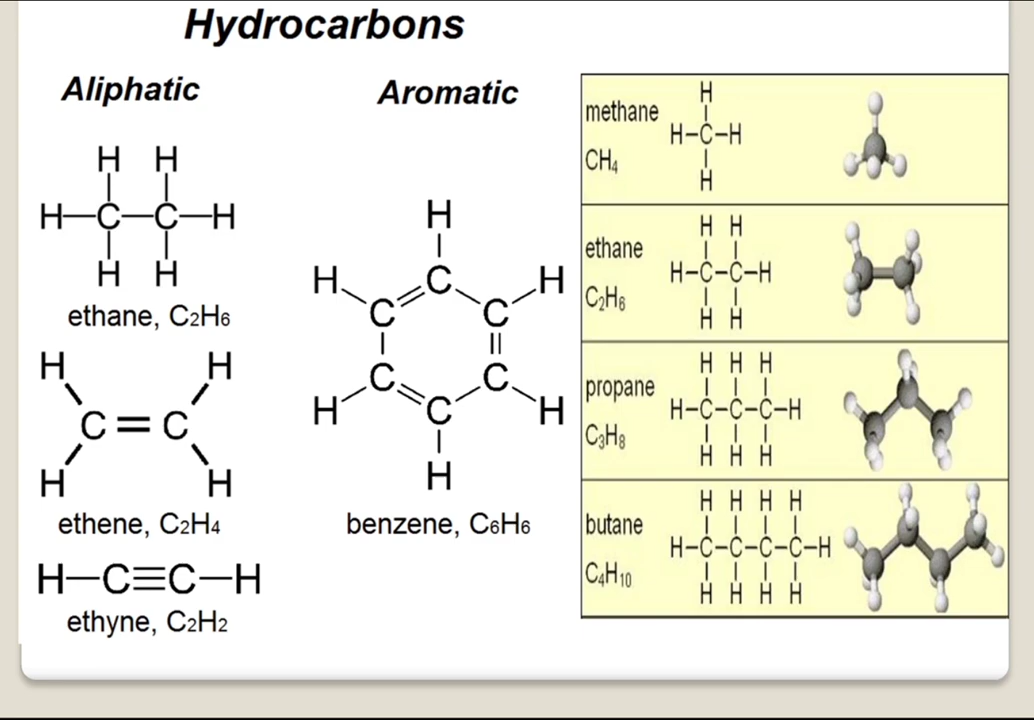 Hydrocarbons
Aliphatic
H H
H-C-C-H
H H
ethane, C2H6
H H
C=C
H H
ethene, C2H4
H-C≡C-H
ethyne, C2H2
Aromatic
H
H C H
C C
C C
H C H
H
benzene, C6H6
methane
CH4
H
H-C-H
H
ethane
C2H6
H H
H-C-C-H
H H
propane
C3H8
H H H
H-C-C-C-H
H H H
butane
C4H10
H H H H
H-C-C-C-C-H
H H H H